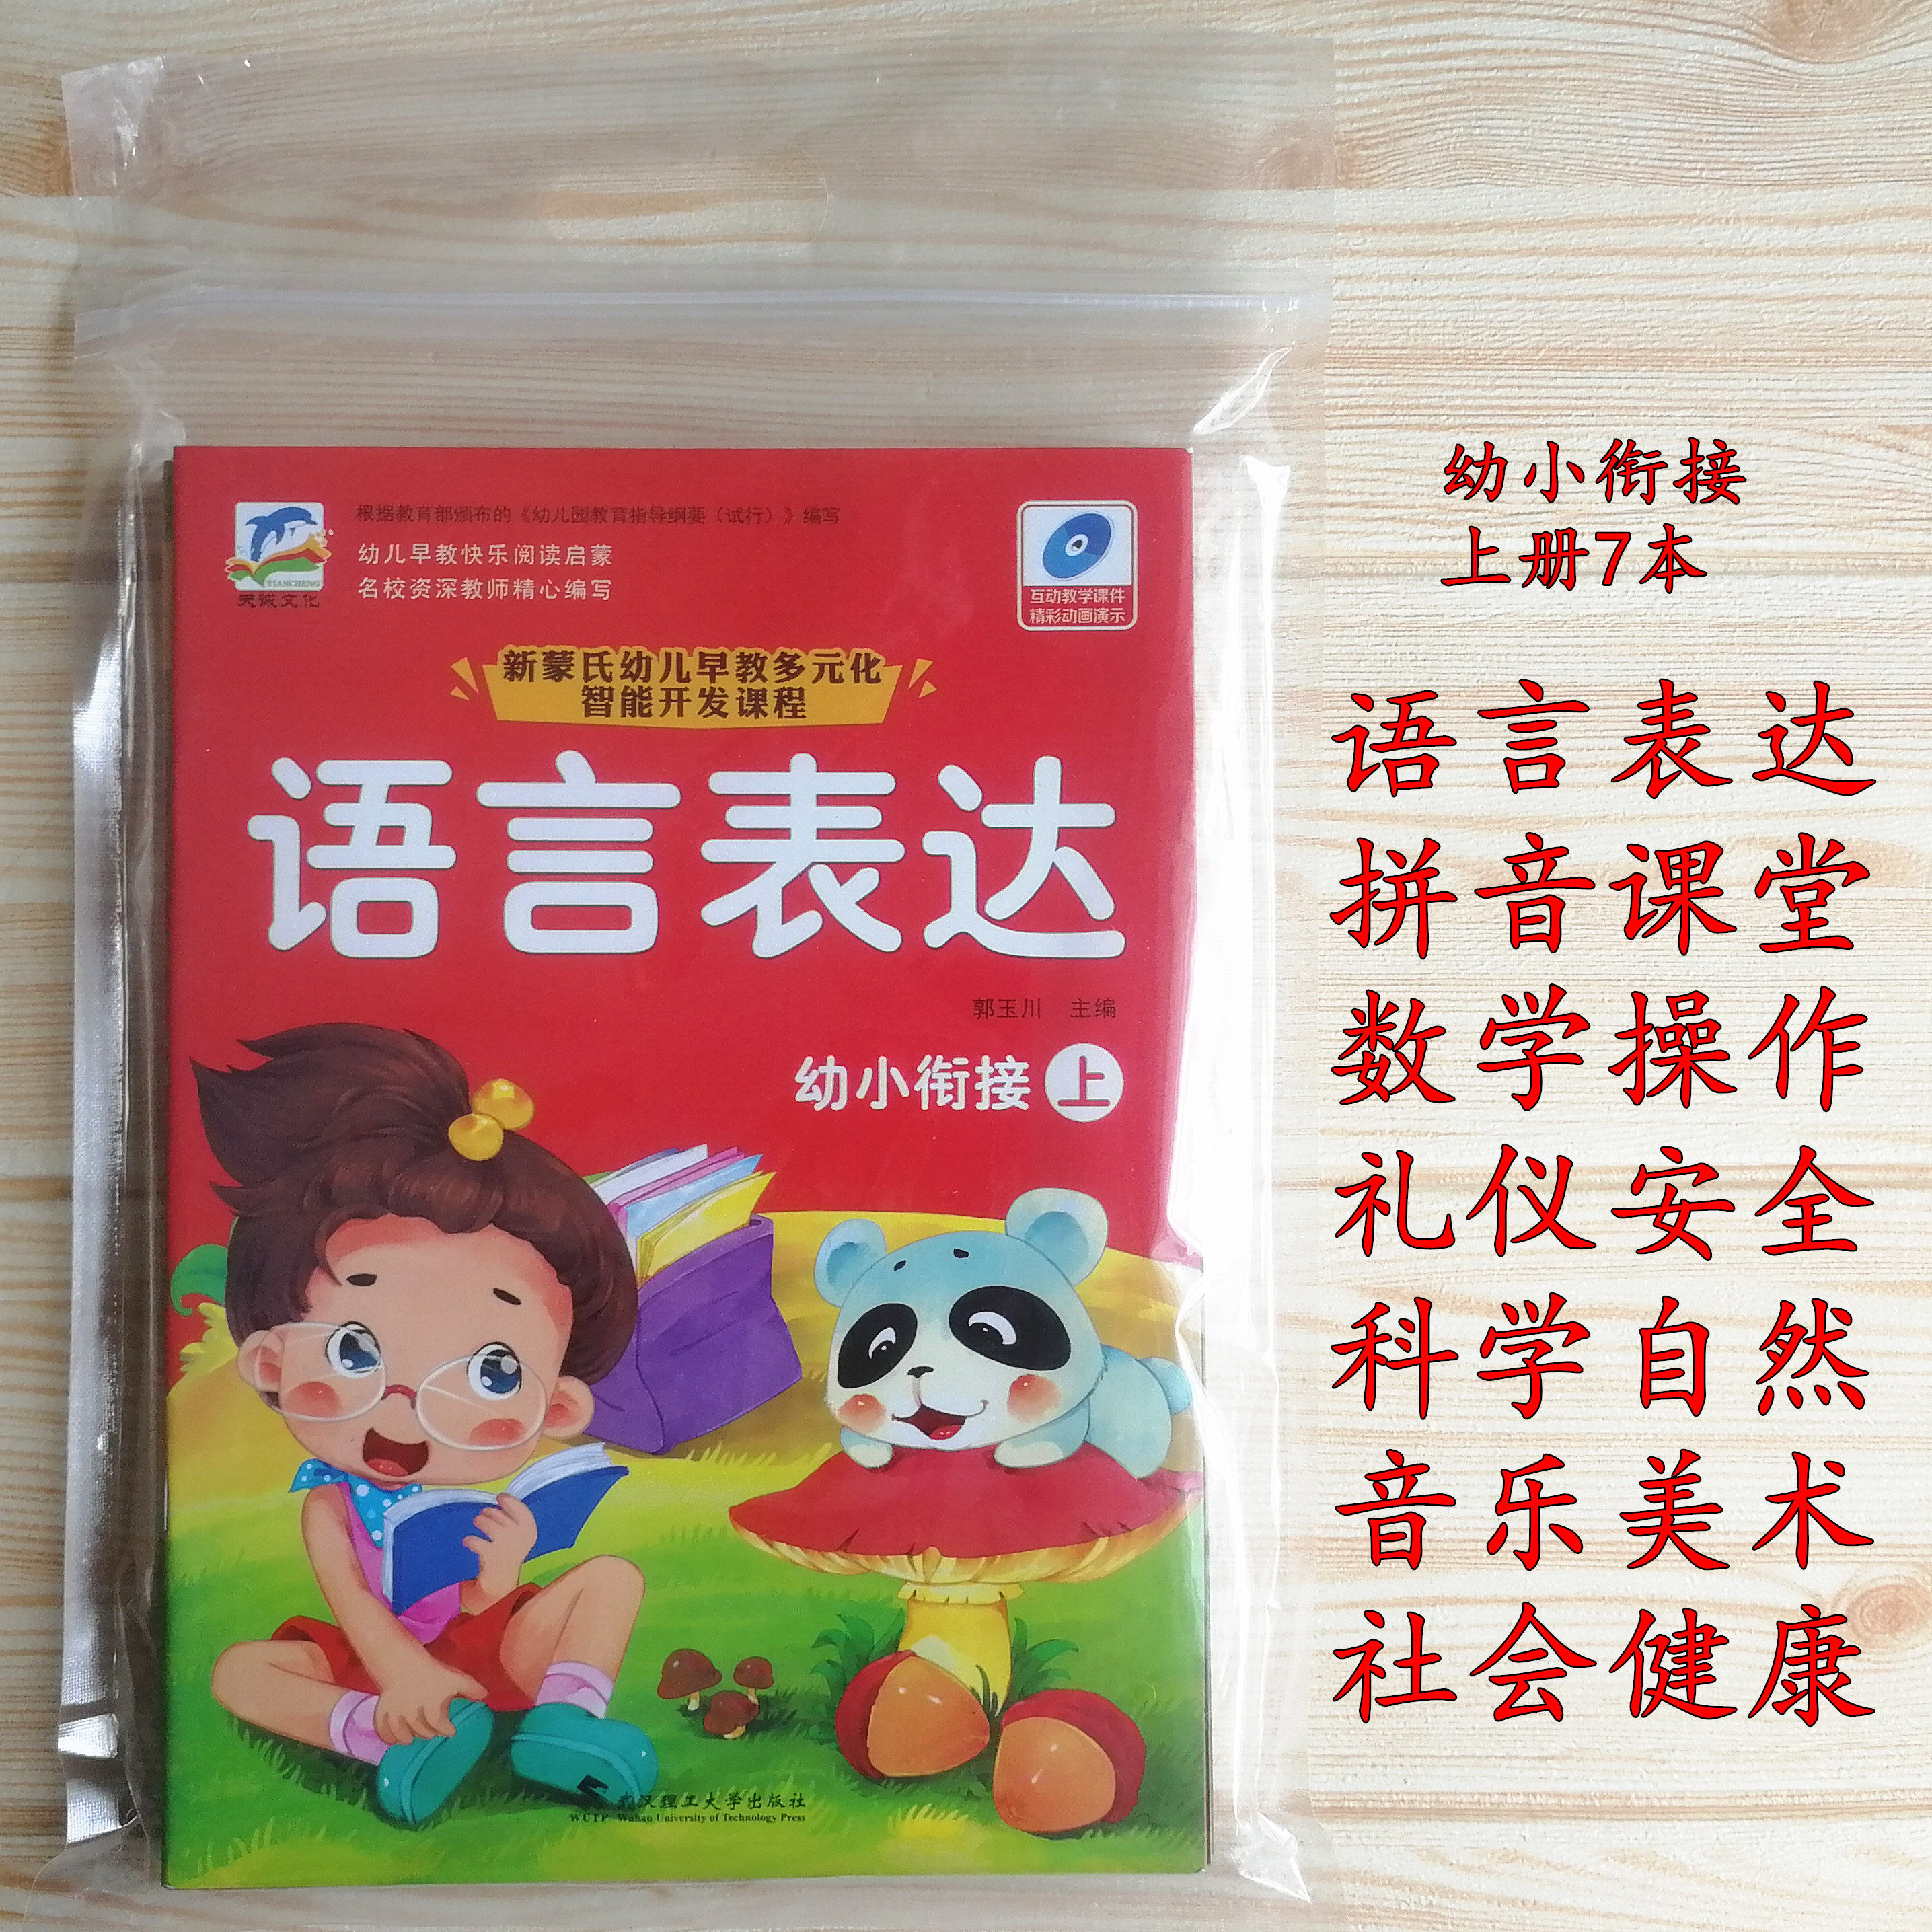 根据教育部颁布的《幼儿园教育指导纲要（试行）》编写
幼儿早教快乐阅读启蒙
名校资深教师精心编写
TIANCHENG
天诚文化
互动教学课件
精彩动画演示
新蒙氏幼儿早教多元化
智能开发课程
语言表达
郭玉川 主编
幼小衔接 上
武汉理工大学出版社
WUTP Wuhan University of Technology Press
幼小衔接
上册7本
语言表达
拼音课堂
数学操作
礼仪安全
科学自然
音乐美术
社会健康